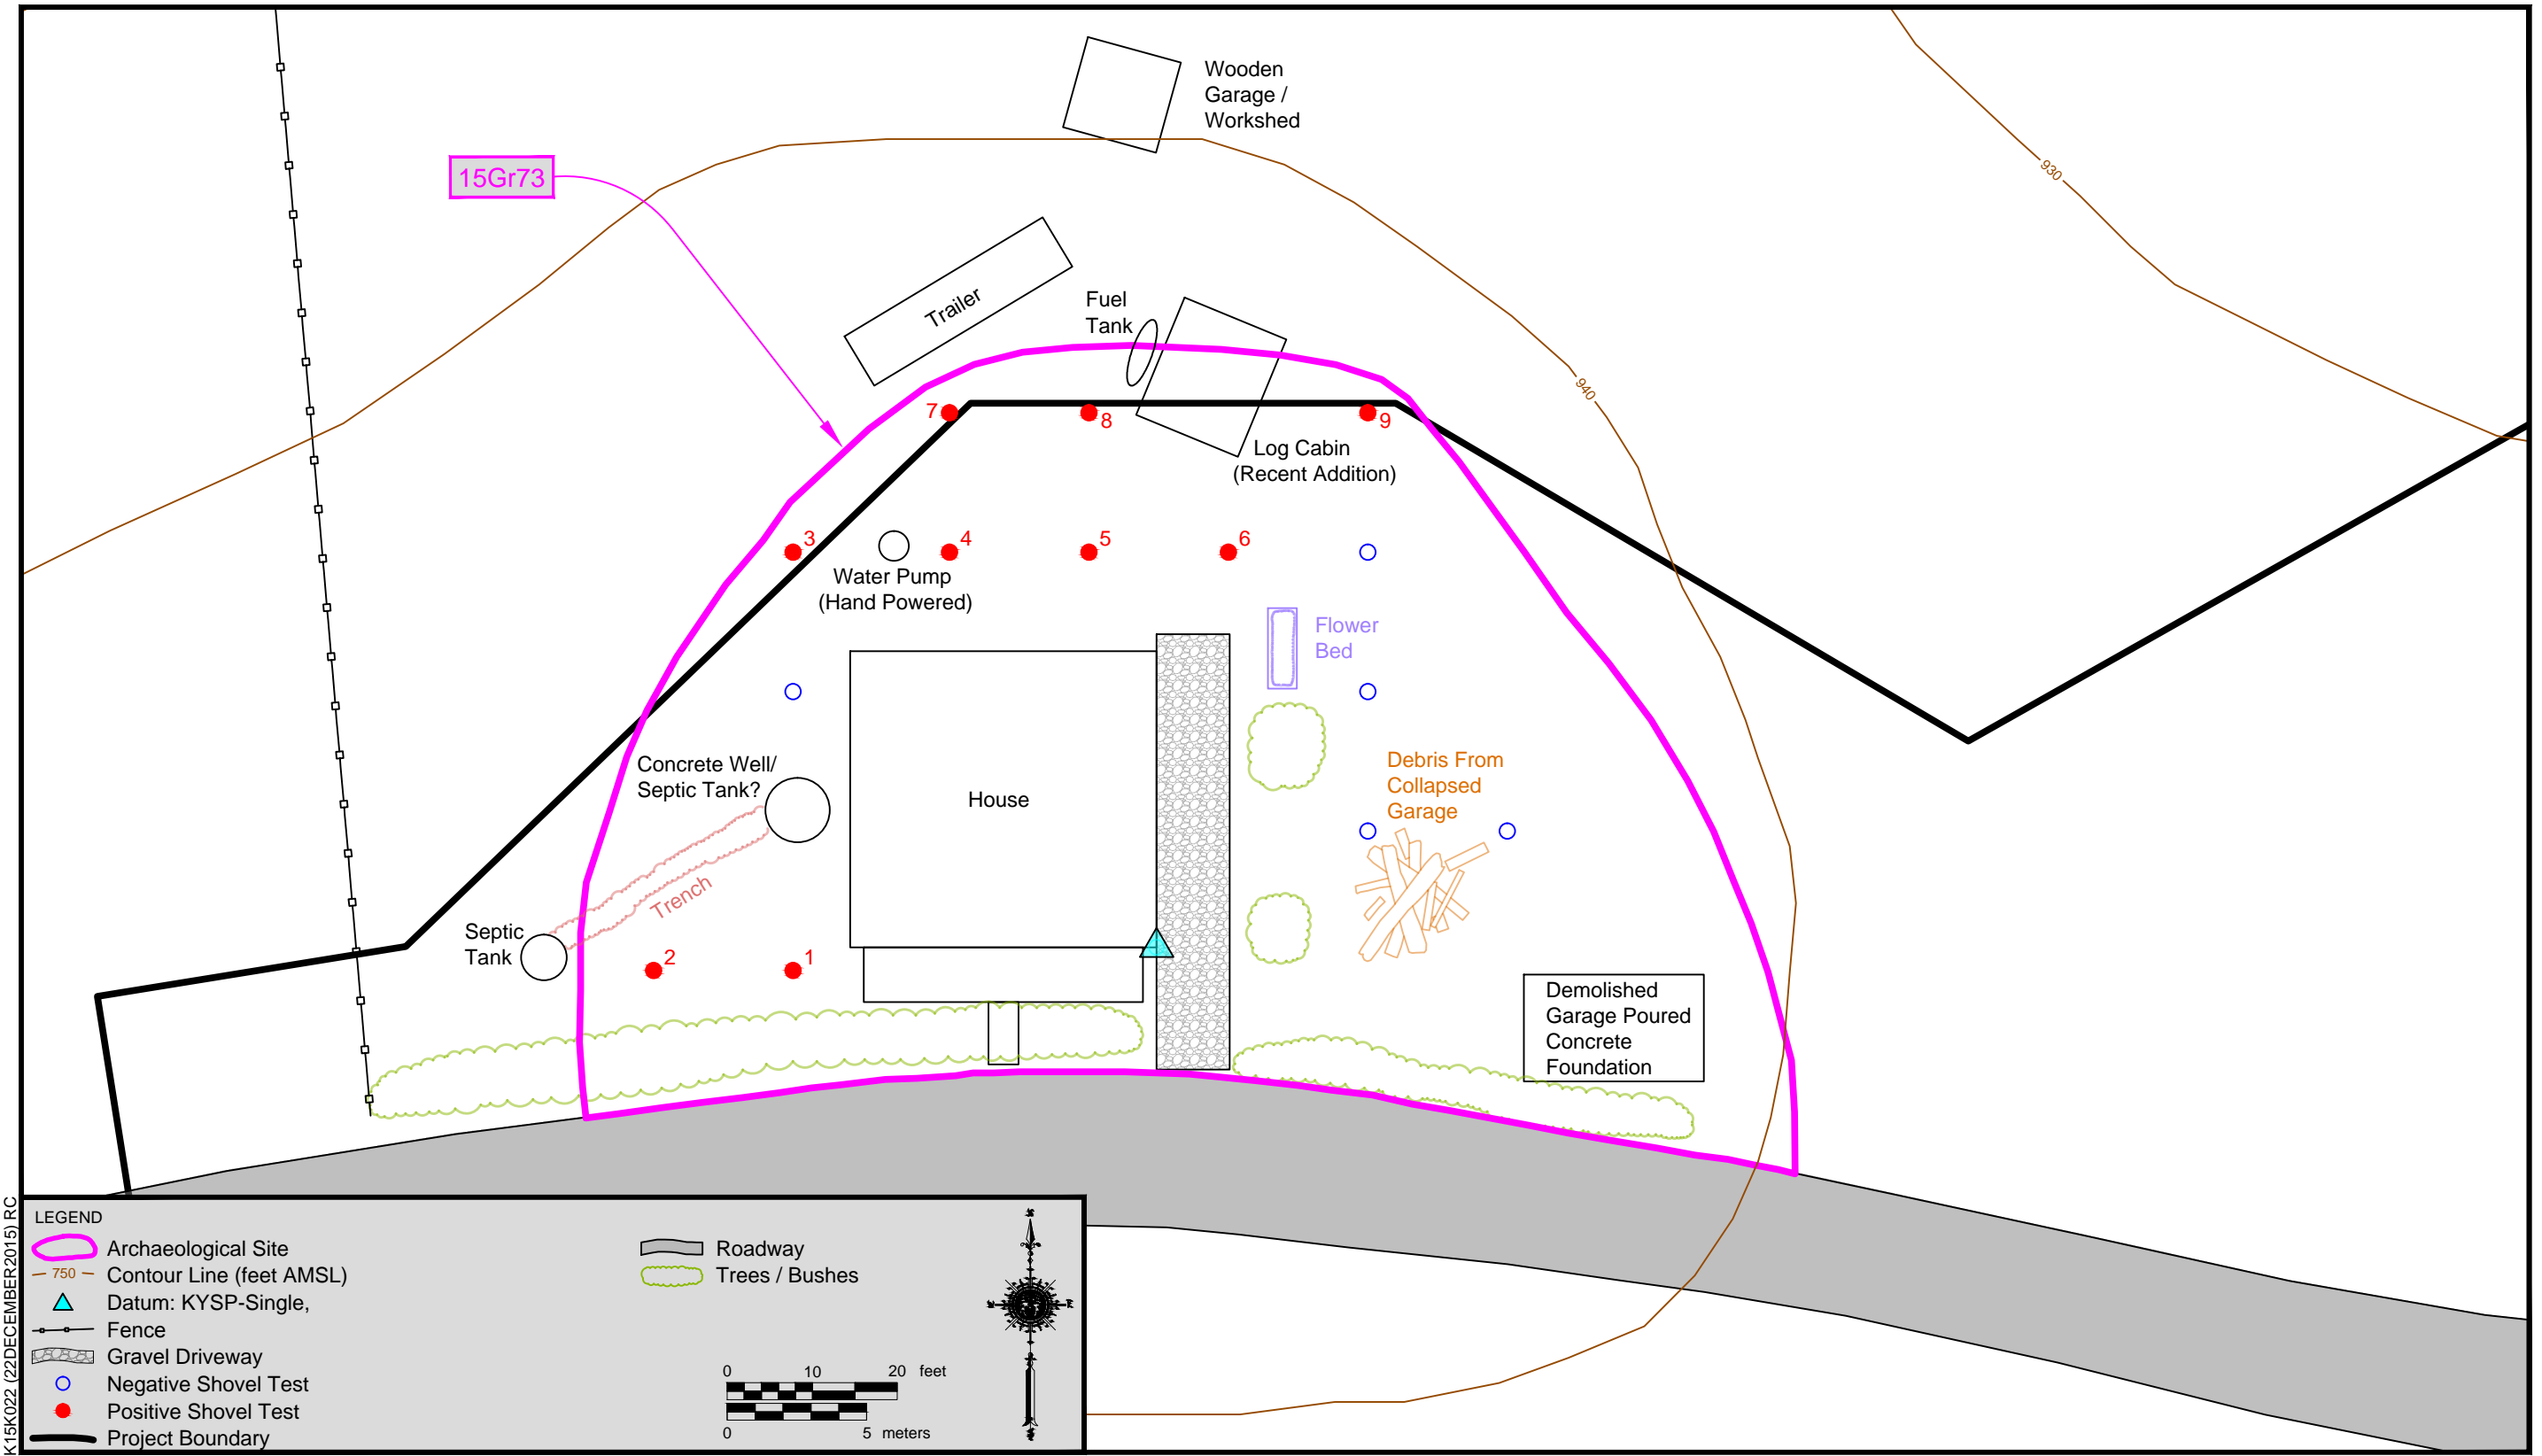 Wooden
Garage /
Workshed
15Gr73
930
Trailer
Fuel
Tank
940
7
8
9
Log Cabin
(Recent Addition)
3
4
5
6
Water Pump
(Hand Powered)
Flower
Bed
Concrete Well/
Septic Tank?
House
Debris From
Collapsed
Garage
Trench
Septic
Tank
2
1
Demolished
Garage Poured
Concrete
Foundation
K15K022 (22DECEMBER2015) RC
LEGEND
Archaeological Site
750
Contour Line (feet AMSL)
Datum: KYSP-Single,
Fence
Gravel Driveway
Negative Shovel Test
Positive Shovel Test
Project Boundary
Roadway
Trees / Bushes
0 10 20 feet
0 5 meters